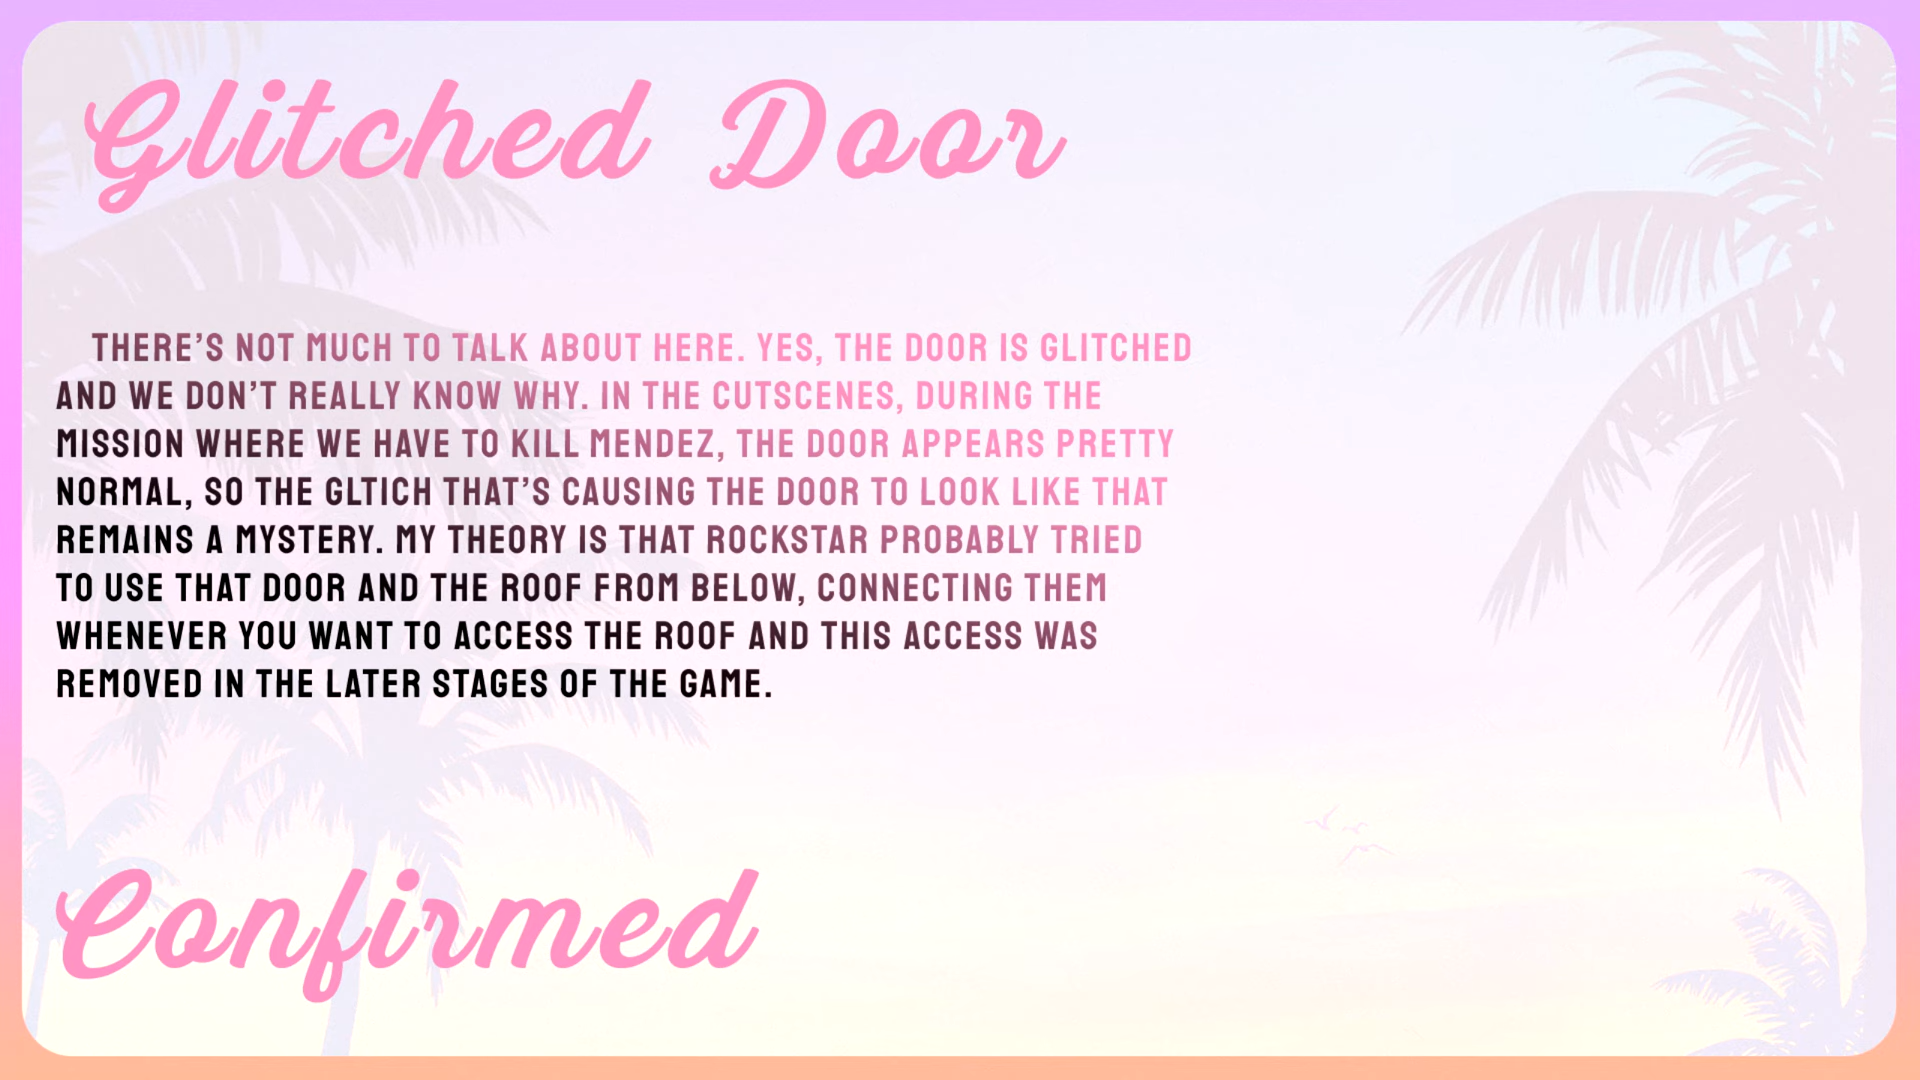 Glitched Door
THERE'S NOT MUCH TO TALK ABOUT HERE. YES, THE DOOR IS GLITCHED
AND WE DON'T REALLY KNOW WHY. IN THE CUTSCENES, DURING THE
MISSION WHERE WE HAVE TO KILL MENDEZ, THE DOOR APPEARS PRETTY
NORMAL, SO THE GLTICH THAT'S CAUSING THE DOOR TO LOOK LIKE THAT
REMAINS A MYSTERY. MY THEORY IS THAT ROCKSTAR PROBABLY TRIED
TO USE THAT DOOR AND THE ROOF FROM BELOW, CONNECTING THEM
WHENEVER YOU WANT TO ACCESS THE ROOF AND THIS ACCESS WAS
REMOVED IN THE LATER STAGES OF THE GAME.
Confirmed